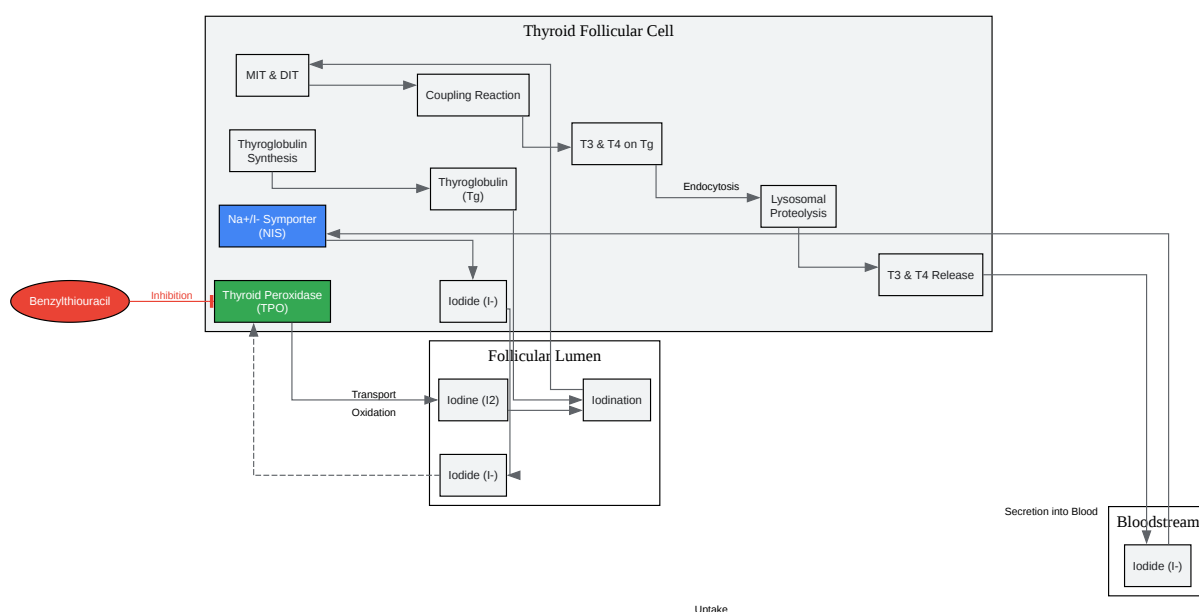 Thyroid Follicular Cell
MIT & DIT
Coupling Reaction
T3 & T4 on Tg
Thyroglobulin
Synthesis
Thyroglobulin
(Tg)
Endocytosis
Lysosomal
Proteolysis
Na+/I- Symporter
(NIS)
T3 & T4 Release
Benzylthiouracil
Inhibition
Thyroid Peroxidase
(TPO)
Iodide (I-)
Follicular Lumen
Transport
Oxidation
Iodine (I2)
Iodination
Iodide (I-)
Secretion into Blood
Bloodstream
Iodide (I-)
Uptake